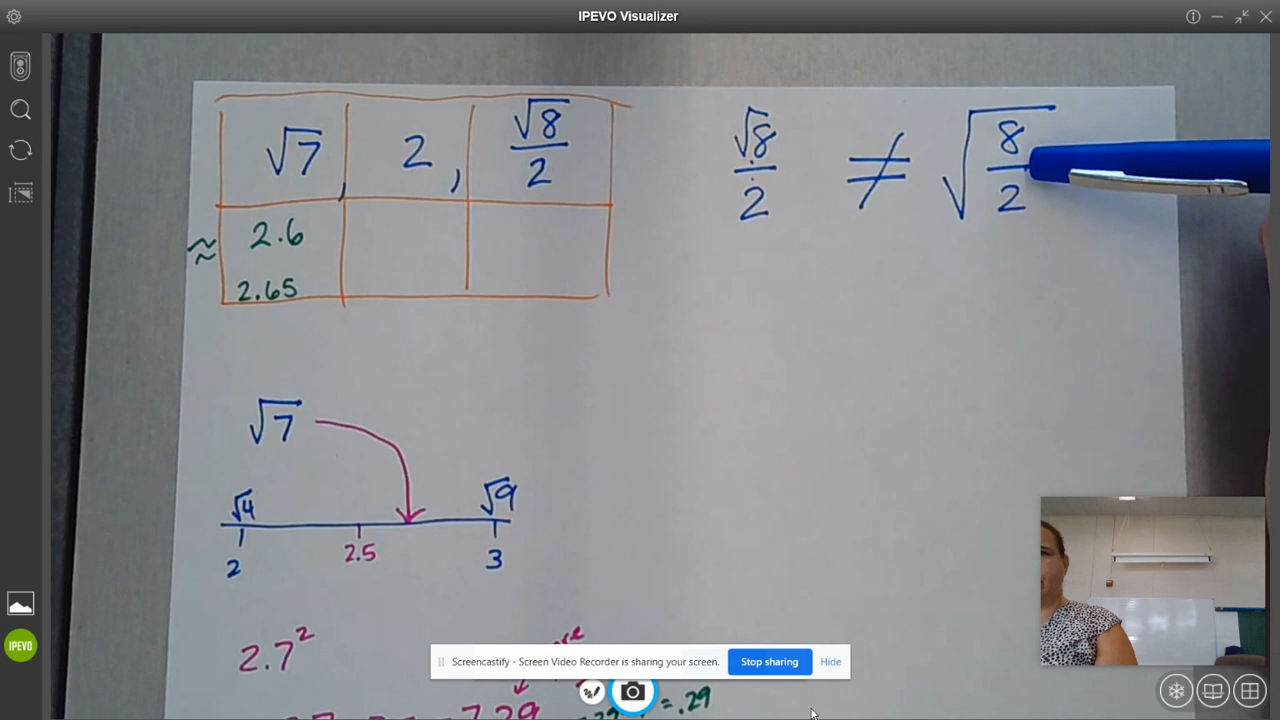 IPEVO Visualizer
√7, 2, √8/2
≈ 2.6
2.65
√8/2 ≠ √(8/2)
√7
√4 √9
2 2.5 3
2.7²
Screencastify - Screen Video Recorder is sharing your screen. Stop sharing Hide
IPEVO
7.29
= .29